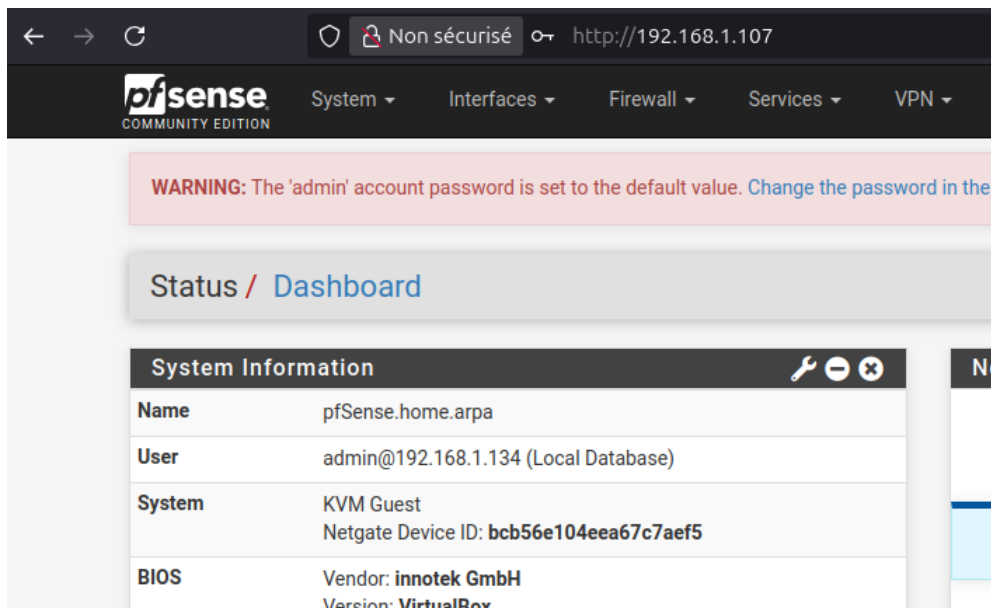 Non sécurisé http://192.168.1.107
pfsense
COMMUNITY EDITION
System Interfaces Firewall Services VPN
WARNING: The 'admin' account password is set to the default value. Change the password in the
Status / Dashboard
System Information
Name pfSense.home.arpa
User admin@192.168.1.134 (Local Database)
System KVM Guest
Netgate Device ID: bcb56e104eea67c7aef5
BIOS Vendor: innotek GmbH
Version: VirtualBox